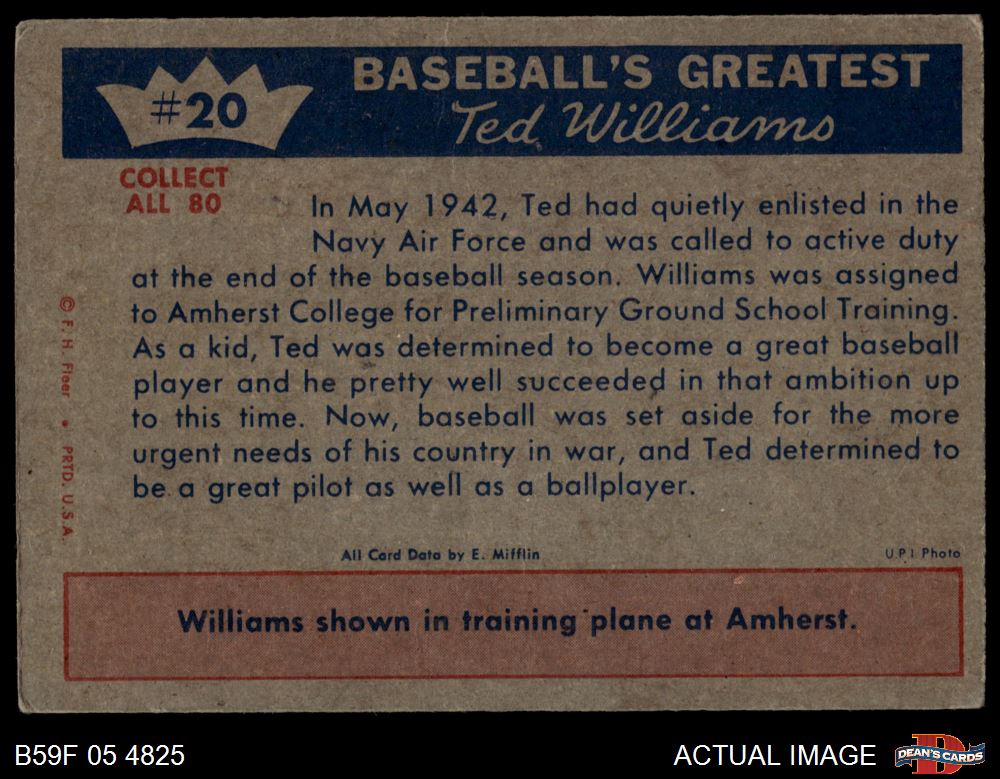 #20
BASEBALL'S GREATEST
Ted Williams
COLLECT
ALL 80
In May 1942, Ted had quietly enlisted in the
Navy Air Force and was called to active duty
at the end of the baseball season. Williams was assigned
to Amherst College for Preliminary Ground School Training.
As a kid, Ted was determined to become a great baseball
player and he pretty well succeeded in that ambition up
to this time. Now, baseball was set aside for the more
urgent needs of his country in war, and Ted determined to
be a great pilot as well as a ballplayer.
© F. H. Fleer • PRTD. U.S.A.
All Card Data by E. Mifflin
U P I Photo
Williams shown in training plane at Amherst.
B59F 05 4825
ACTUAL IMAGE
D
DEAN'S CARDS